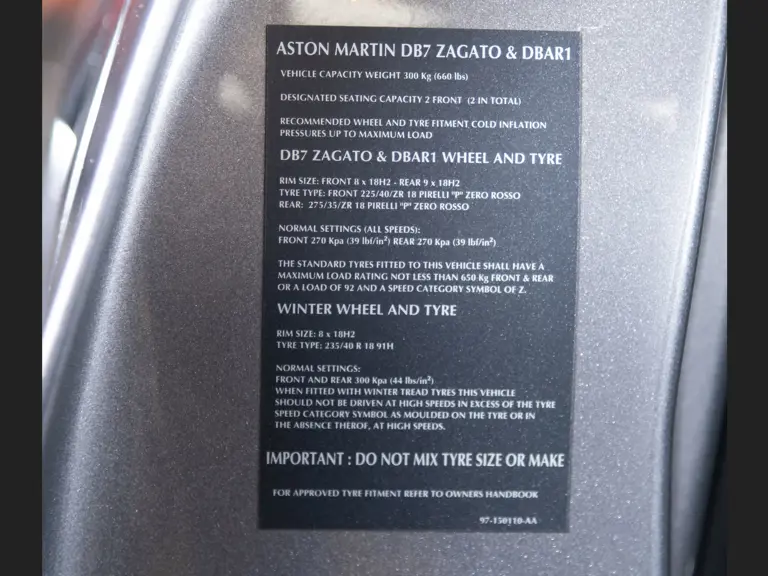 ASTON MARTIN DB7 ZAGATO & DBAR1
VEHICLE CAPACITY WEIGHT 300 Kg (660 lbs)
DESIGNATED SEATING CAPACITY 2 FRONT (2 IN TOTAL)
RECOMMENDED WHEEL AND TYRE FITMENT COLD INFLATION
PRESSURES UP TO MAXIMUM LOAD
DB7 ZAGATO & DBAR1 WHEEL AND TYRE
RIM SIZE: FRONT 8 x 18H2 - REAR 9 x 18H2
TYRE TYPE: FRONT 225/40/ZR 18 PIRELLI "P" ZERO ROSSO
REAR: 275/35/ZR 18 PIRELLI "P" ZERO ROSSO
NORMAL SETTINGS (ALL SPEEDS):
FRONT 270 Kpa (39 lbf/in²) REAR 270 Kpa (39 lbf/in²)
THE STANDARD TYRES FITTED TO THIS VEHICLE SHALL HAVE A
MAXIMUM LOAD RATING NOT LESS THAN 650 Kg FRONT & REAR
OR A LOAD OF 92 AND A SPEED CATEGORY SYMBOL OF Z.
WINTER WHEEL AND TYRE
RIM SIZE: 8 x 18H2
TYRE TYPE: 235/40 R 18 91H
NORMAL SETTINGS:
FRONT AND REAR 300 Kpa (44 lbs/in²)
WHEN FITTED WITH WINTER TREAD TYRES THIS VEHICLE
SHOULD NOT BE DRIVEN AT HIGH SPEEDS IN EXCESS OF THE TYRE
SPEED CATEGORY SYMBOL AS MOULDED ON THE TYRE OR IN
THE ABSENCE THEROF, AT HIGH SPEEDS.
IMPORTANT : DO NOT MIX TYRE SIZE OR MAKE
FOR APPROVED TYRE FITMENT REFER TO OWNERS HANDBOOK
97-150110-AA